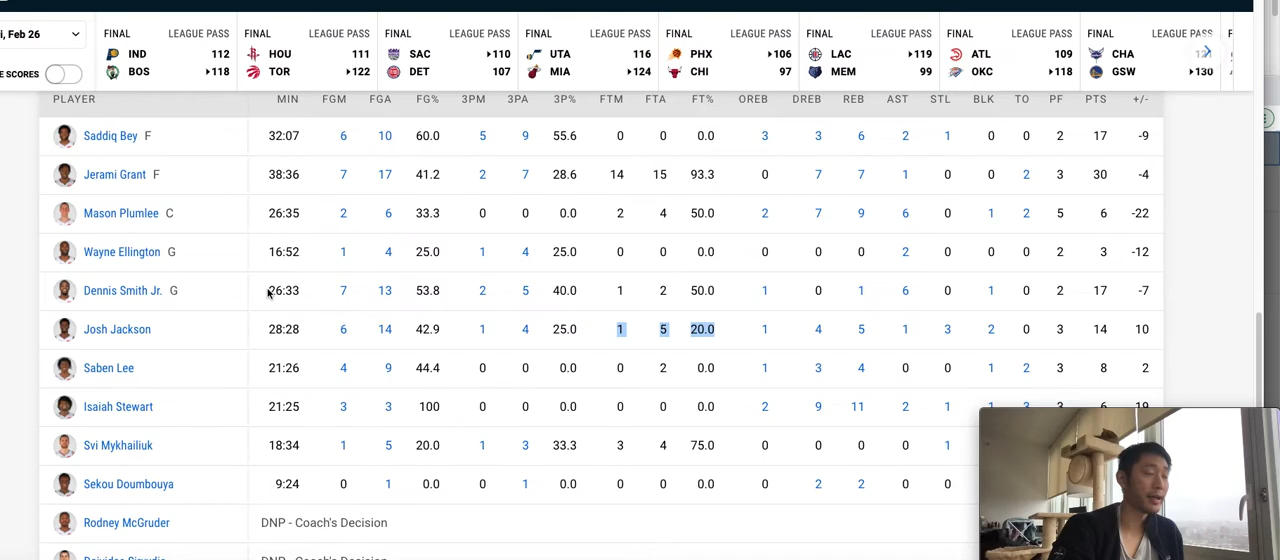 i, Feb 26
E SCORES
FINAL LEAGUE PASS
IND 112
BOS 118
FINAL LEAGUE PASS
HOU 111
TOR 122
FINAL LEAGUE PASS
SAC 110
DET 107
FINAL LEAGUE PASS
UTA 116
MIA 124
FINAL LEAGUE PASS
PHX 106
CHI 97
FINAL LEAGUE PASS
LAC 119
MEM 99
FINAL LEAGUE PASS
ATL 109
OKC 118
FINAL LEAGUE PASS
CHA
GSW 130
PLAYER MIN FGM FGA FG% 3PM 3PA 3P% FTM FTA FT% OREB DREB REB AST STL BLK TO PF PTS +/-
Saddiq Bey F 32:07 6 10 60.0 5 9 55.6 0 0 0.0 3 3 6 2 1 0 0 2 17 -9
Jerami Grant F 38:36 7 17 41.2 2 7 28.6 14 15 93.3 0 7 7 1 0 0 2 3 30 -4
Mason Plumlee C 26:35 2 6 33.3 0 0 0.0 2 4 50.0 2 7 9 6 0 1 2 5 6 -22
Wayne Ellington G 16:52 1 4 25.0 1 4 25.0 0 0 0.0 0 0 0 2 0 0 0 2 3 -12
Dennis Smith Jr. G 26:33 7 13 53.8 2 5 40.0 1 2 50.0 1 0 1 6 0 1 0 2 17 -7
Josh Jackson 28:28 6 14 42.9 1 4 25.0 1 5 20.0 1 4 5 1 3 2 0 3 14 10
Saben Lee 21:26 4 9 44.4 0 0 0.0 0 2 0.0 1 3 4 0 0 1 2 3 8 2
Isaiah Stewart 21:25 3 3 100 0 0 0.0 0 0 0.0 2 9 11 2 1 1 3 3 6 19
Svi Mykhailiuk 18:34 1 5 20.0 1 3 33.3 3 4 75.0 0 0 0 0 1
Sekou Doumbouya 9:24 0 1 0.0 0 1 0.0 0 0 0.0 0 2 2 0 0
Rodney McGruder DNP - Coach's Decision
DNP - Coach's Decision